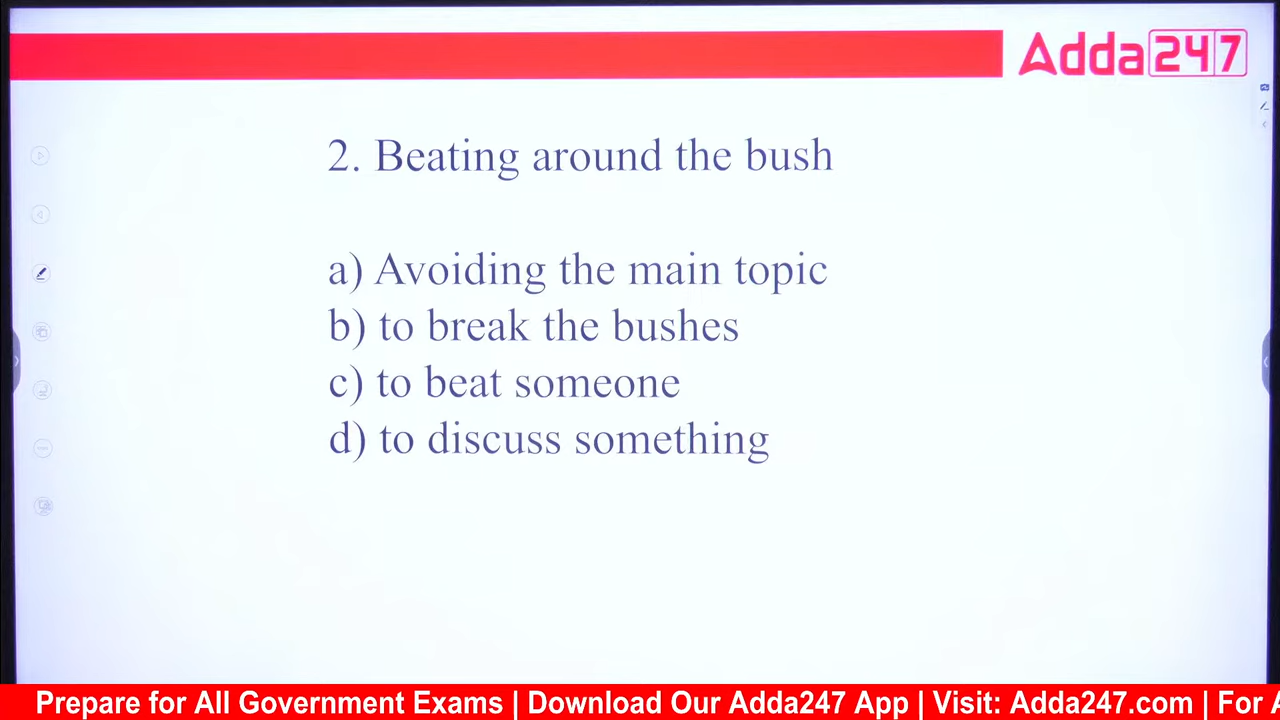 Adda247
2. Beating around the bush
a) Avoiding the main topic
b) to break the bushes
c) to beat someone
d) to discuss something
Prepare for All Government Exams | Download Our Adda247 App | Visit: Adda247.com | For A